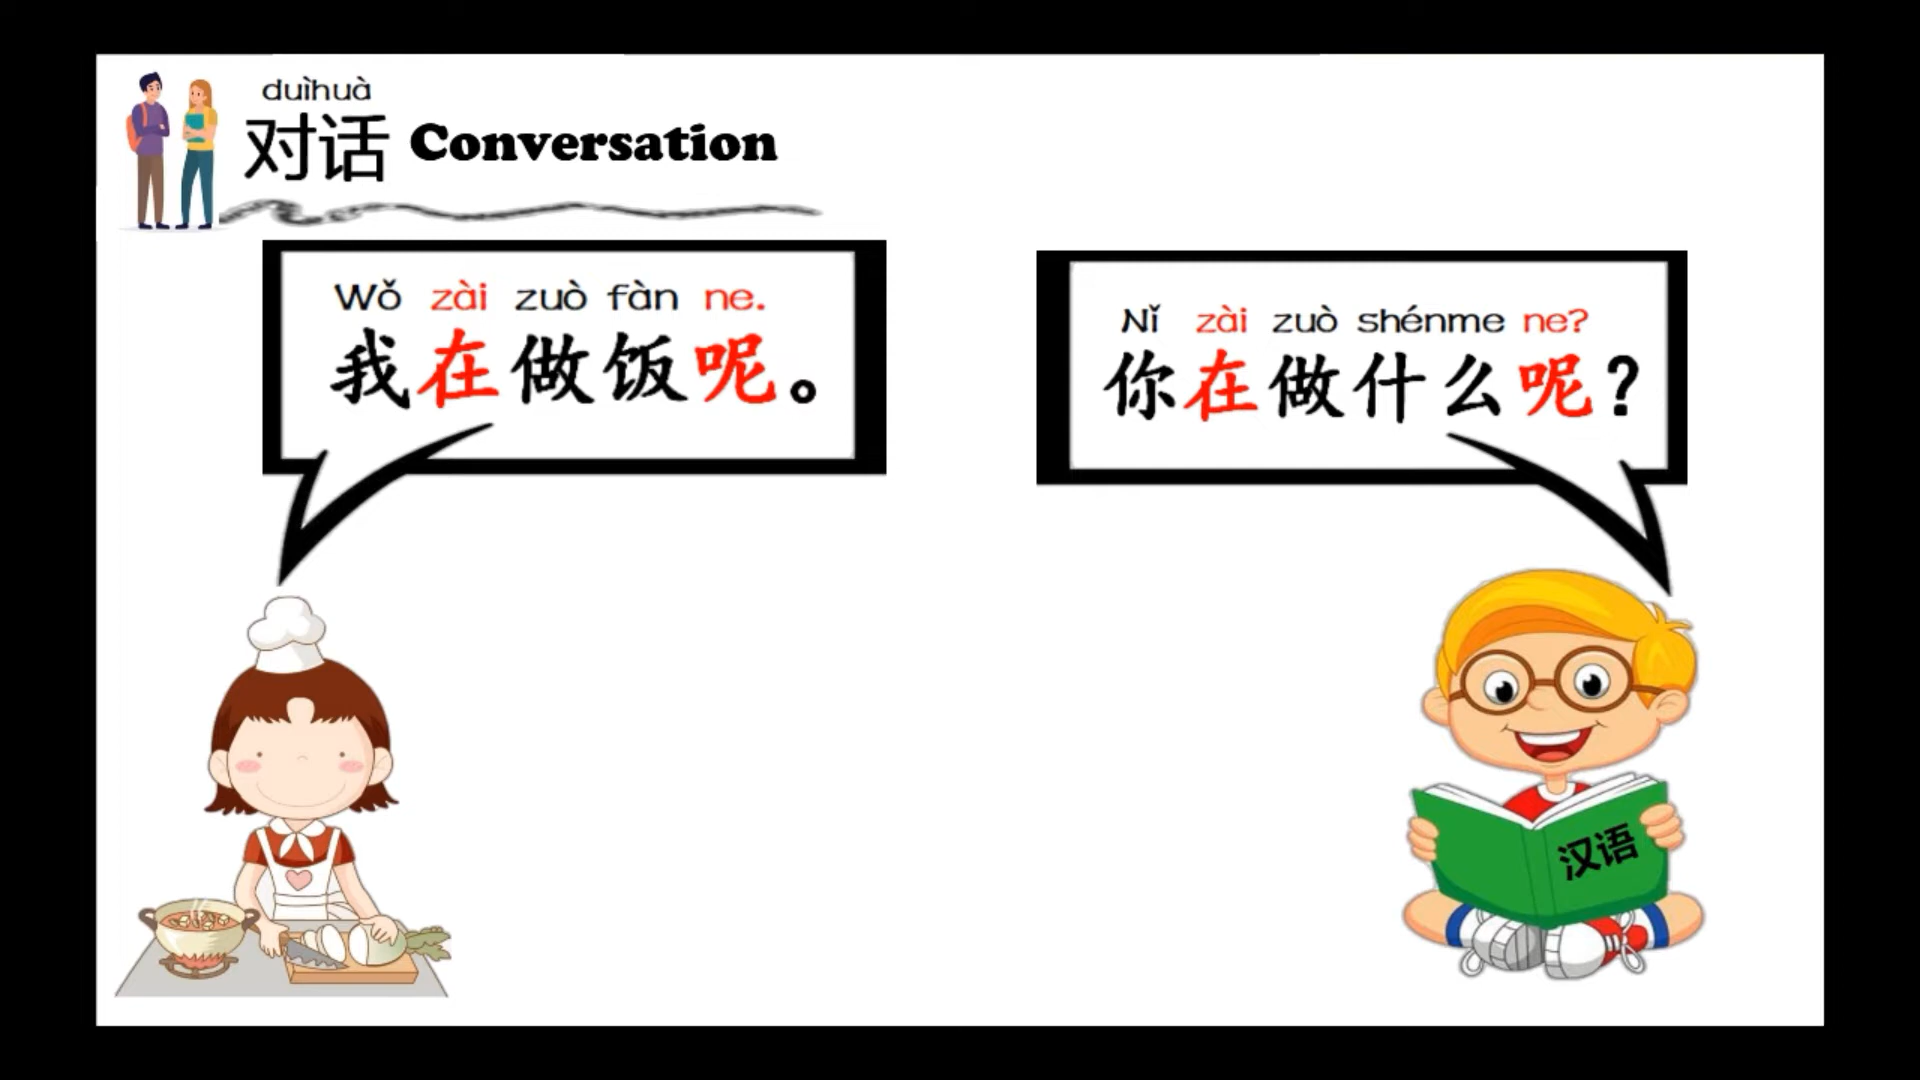 duìhuà
对话 Conversation
Wǒ zài zuò fàn ne.
我在做饭呢。
Nǐ zài zuò shénme ne?
你在做什么呢？
汉语